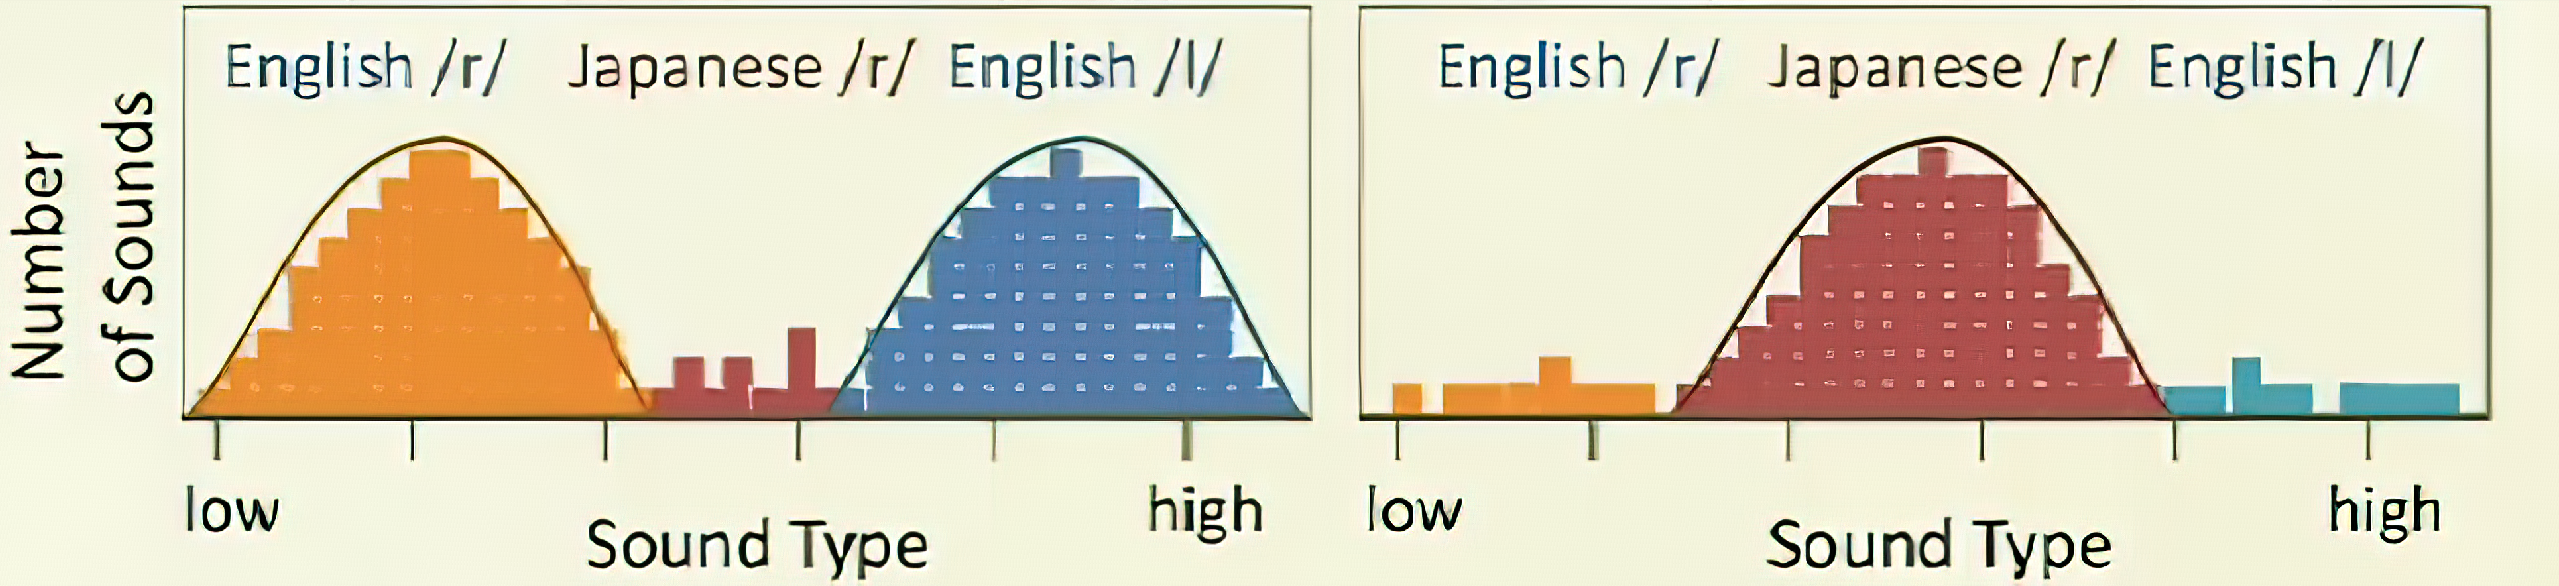 English /r/ Japanese /r/ English /l/
English /r/ Japanese /r/ English /l/
Number
of Sounds
low high
Sound Type
low high
Sound Type